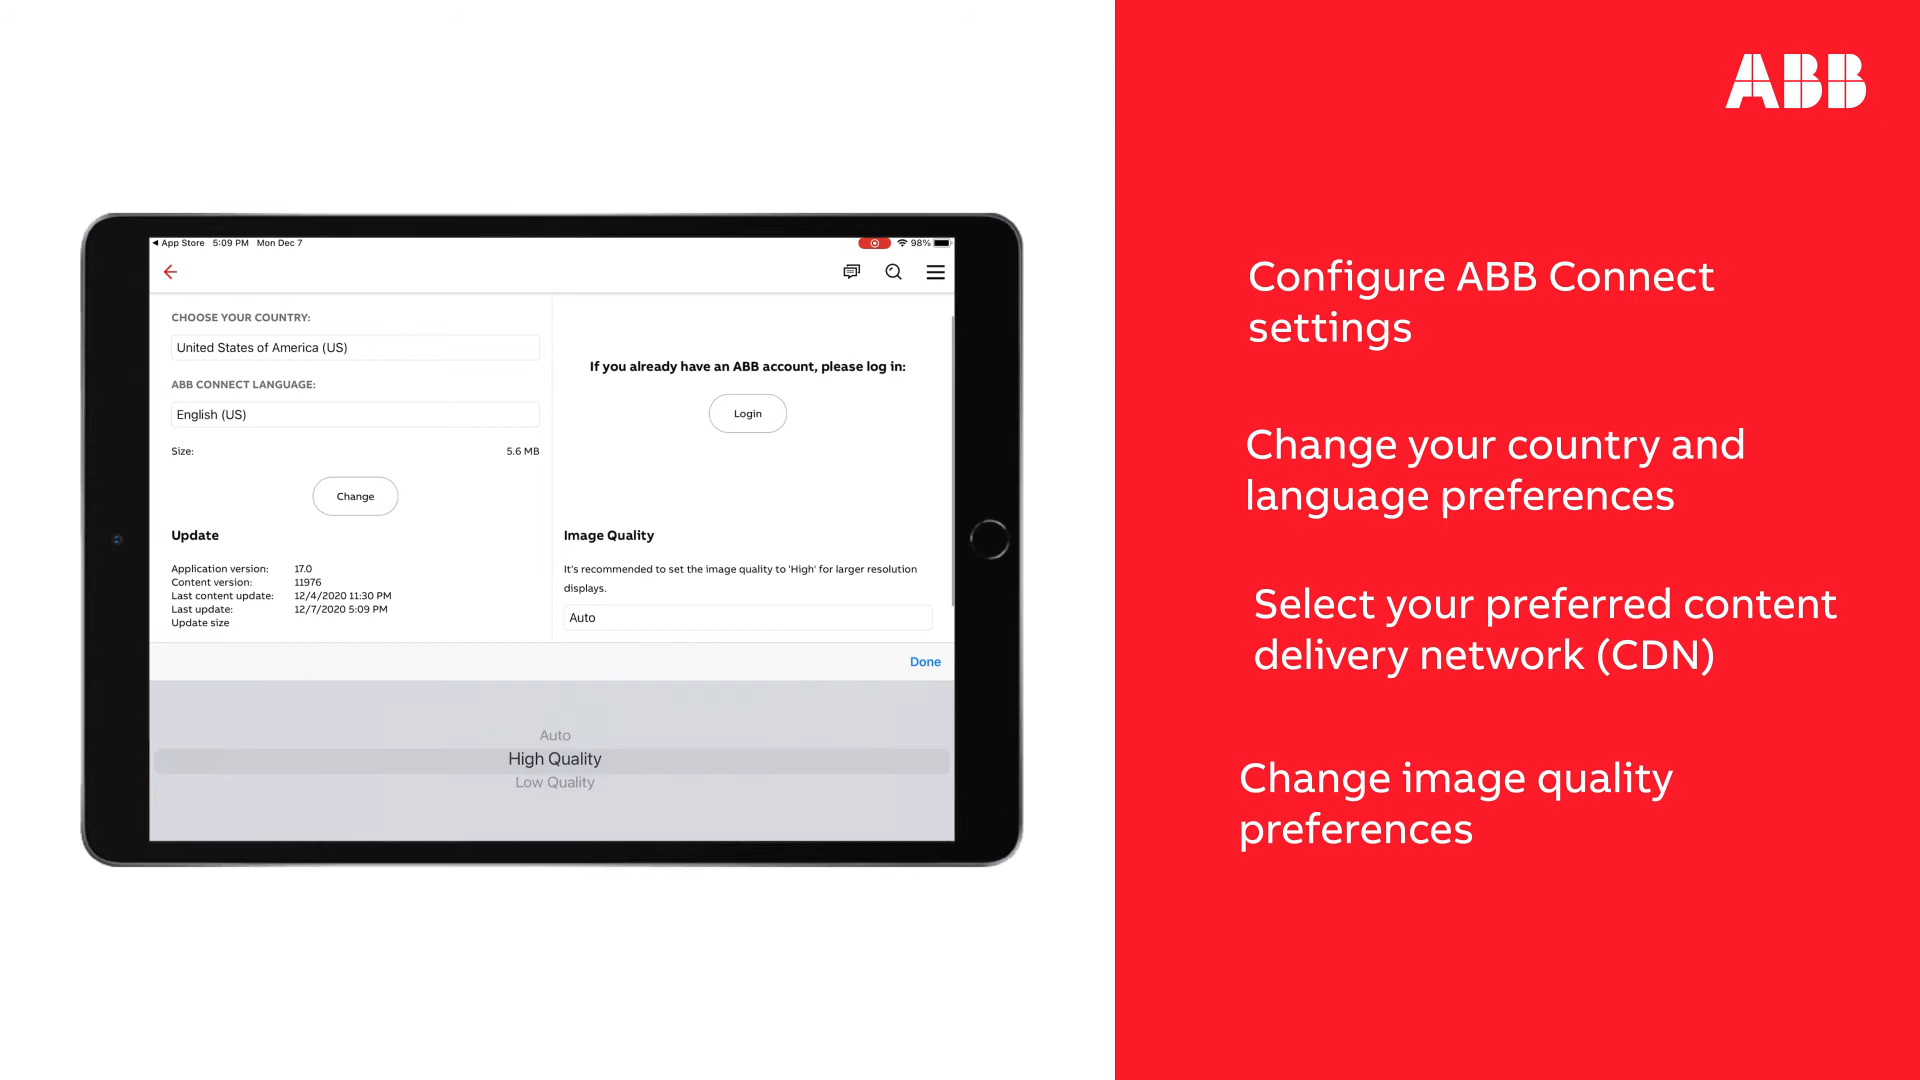 App Store 5:09 PM Mon Dec 7
98%
CHOOSE YOUR COUNTRY:
United States of America (US)
ABB CONNECT LANGUAGE:
English (US)
Size: 5.6 MB
Change
If you already have an ABB account, please log in:
Login
Update
Application version: 17.0
Content version: 11976
Last content update: 12/4/2020 11:30 PM
Last update: 12/7/2020 5:09 PM
Update size
Image Quality
It's recommended to set the image quality to 'High' for larger resolution
displays.
Auto
Done
Auto
High Quality
Low Quality
ABB
Configure ABB Connect
settings
Change your country and
language preferences
Select your preferred content
delivery network (CDN)
Change image quality
preferences